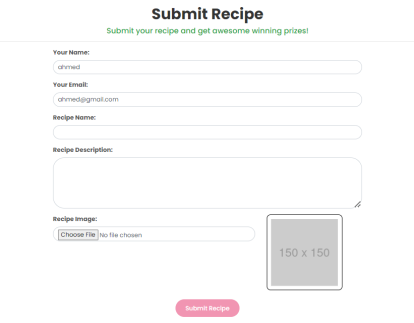 Submit Recipe
Submit your recipe and get awesome winning prizes!
Your Name:
ahmed
Your Email:
ahmed@gmail.com
Recipe Name:
Recipe Description:
Recipe Image:
Choose File No file chosen
150 x 150
Submit Recipe